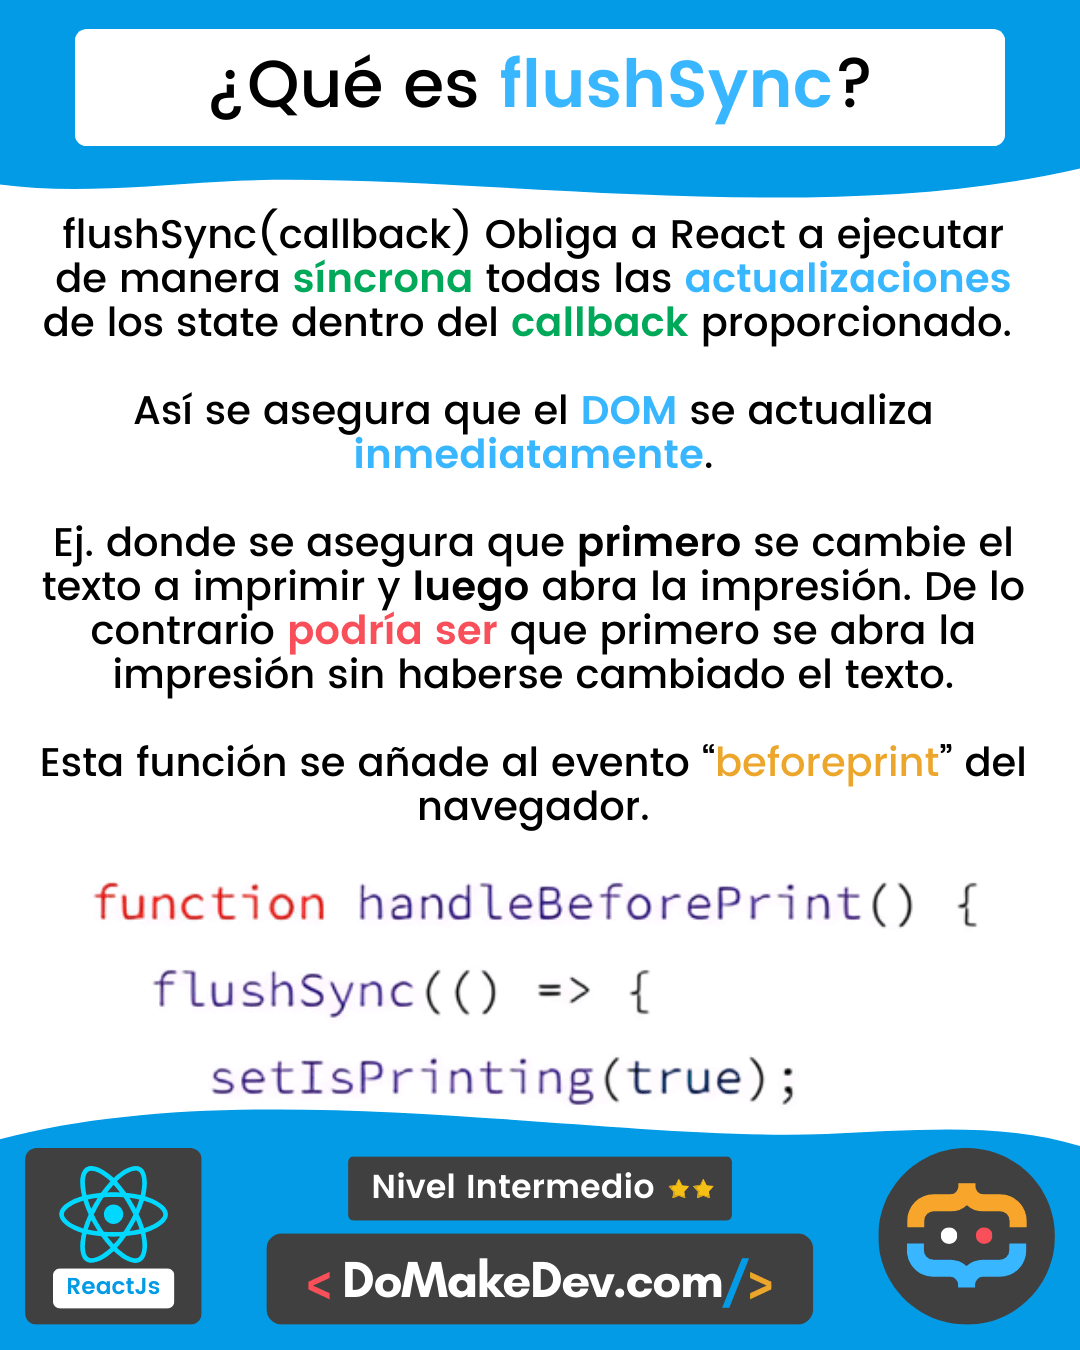 ¿Qué es flushSync?
flushSync(callback) Obliga a React a ejecutar
de manera síncrona todas las actualizaciones
de los state dentro del callback proporcionado.
Así se asegura que el DOM se actualiza
inmediatamente.
Ej. donde se asegura que primero se cambie el
texto a imprimir y luego abra la impresión. De lo
contrario podría ser que primero se abra la
impresión sin haberse cambiado el texto.
Esta función se añade al evento “beforeprint” del
navegador.
function handleBeforePrint() {
flushSync(() => {
setIsPrinting(true);
Nivel Intermedio
ReactJs
< DoMakeDev.com/>